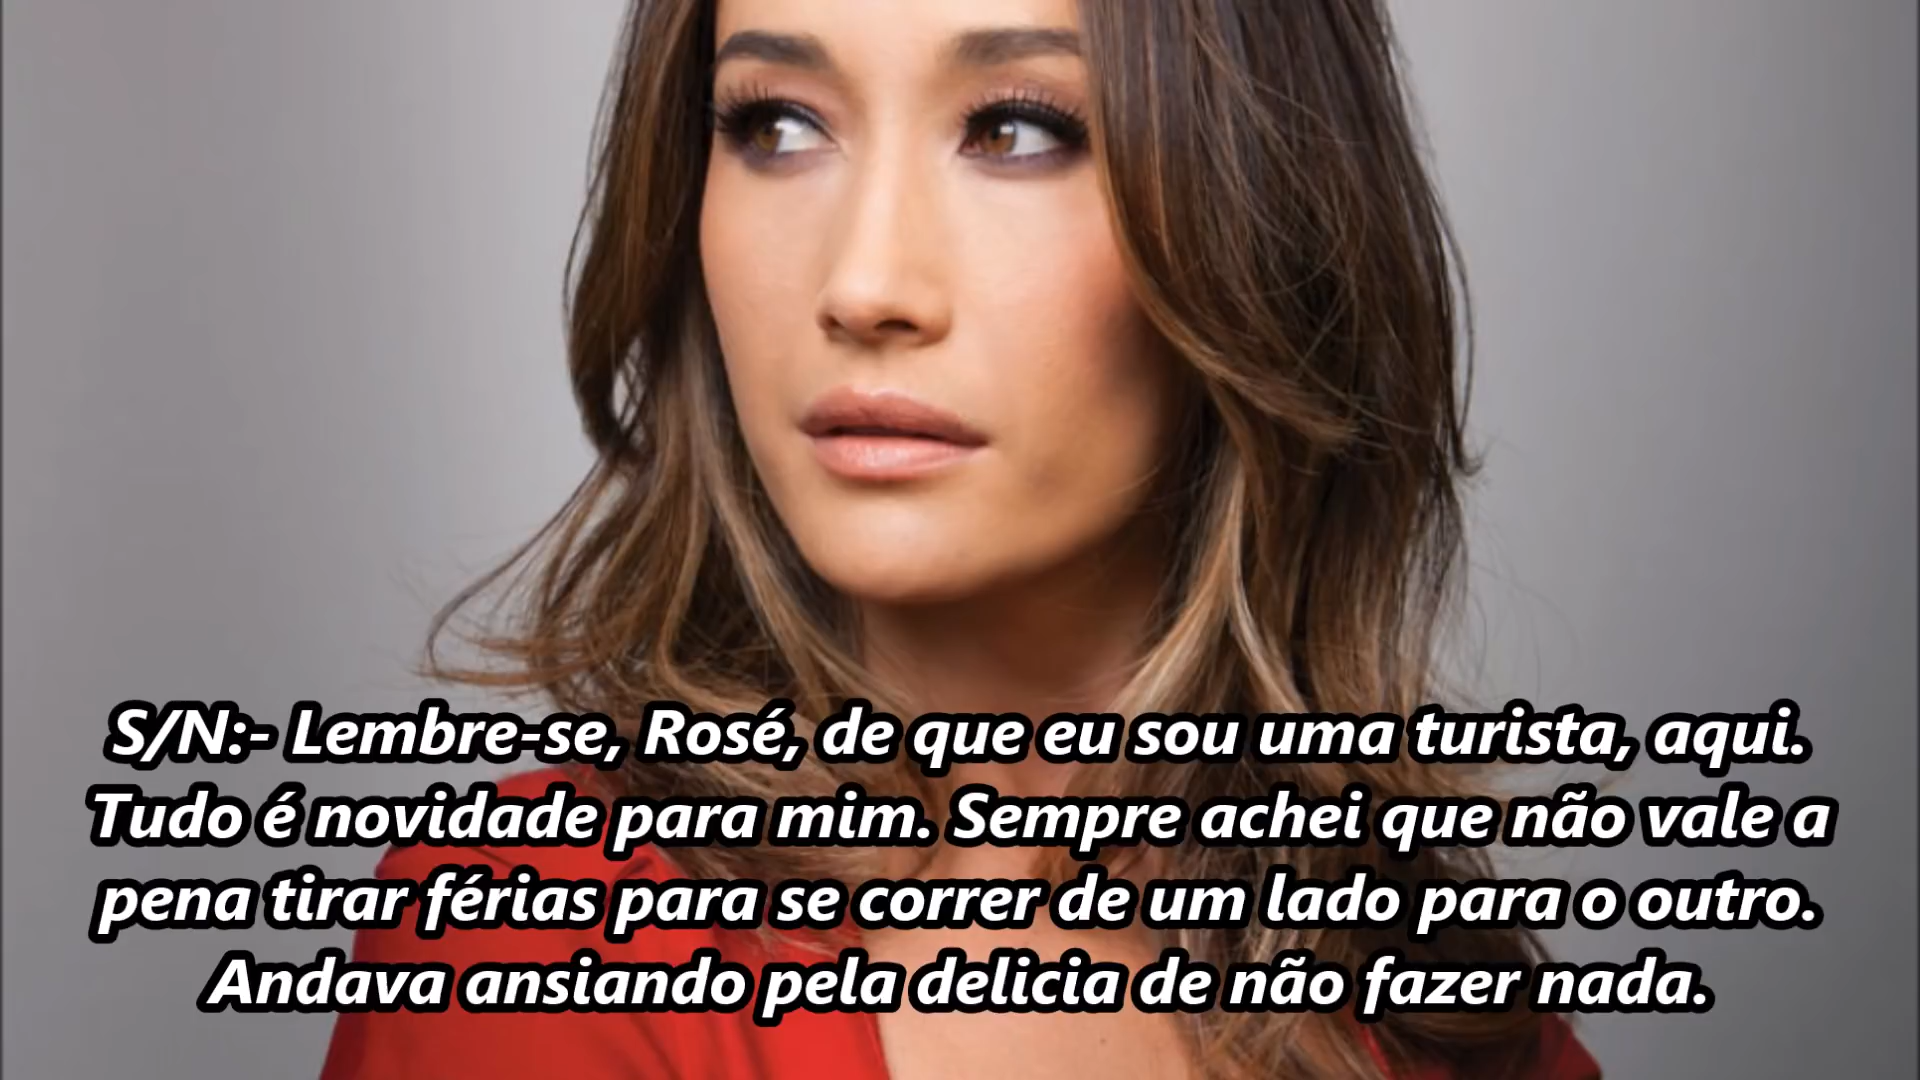 S/N:- Lembre-se, Rosé, de que eu sou uma turista, aqui.
Tudo é novidade para mim. Sempre achei que não vale a
pena tirar férias para se correr de um lado para o outro.
Andava ansiando pela delicia de não fazer nada.